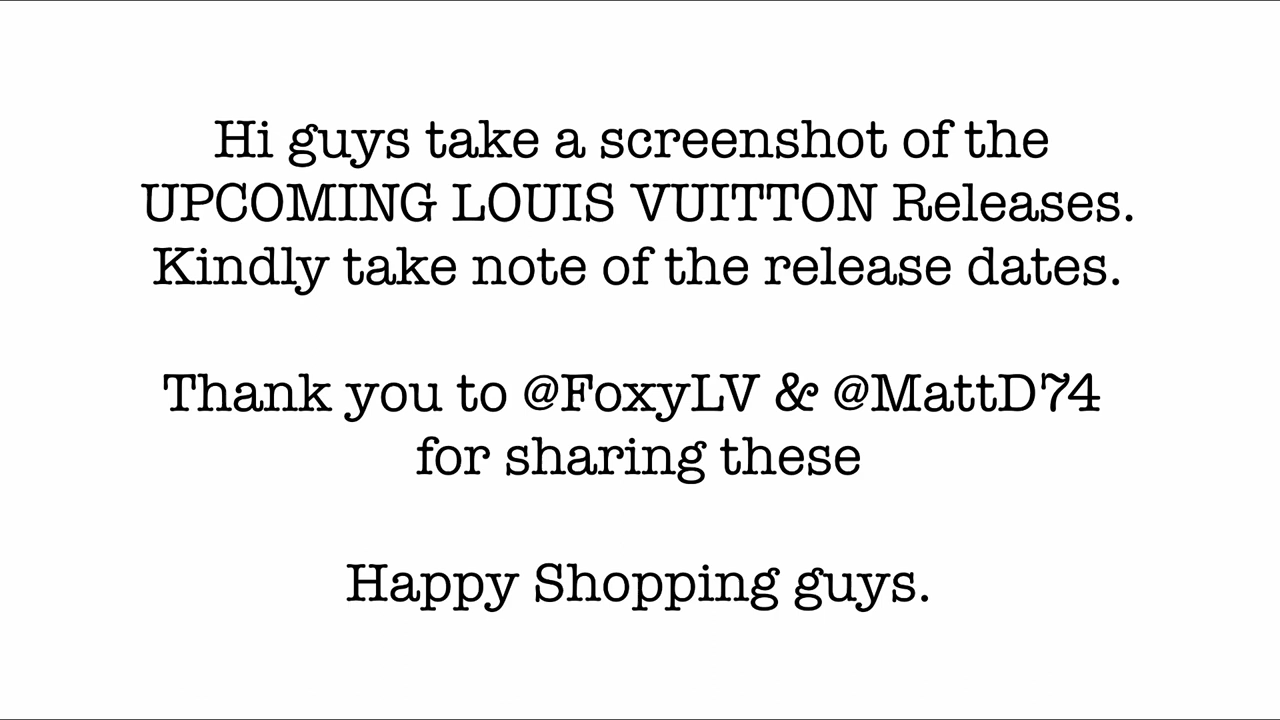 Hi guys take a screenshot of the
UPCOMING LOUIS VUITTON Releases.
Kindly take note of the release dates.
Thank you to @FoxyLV & @MattD74
for sharing these
Happy Shopping guys.